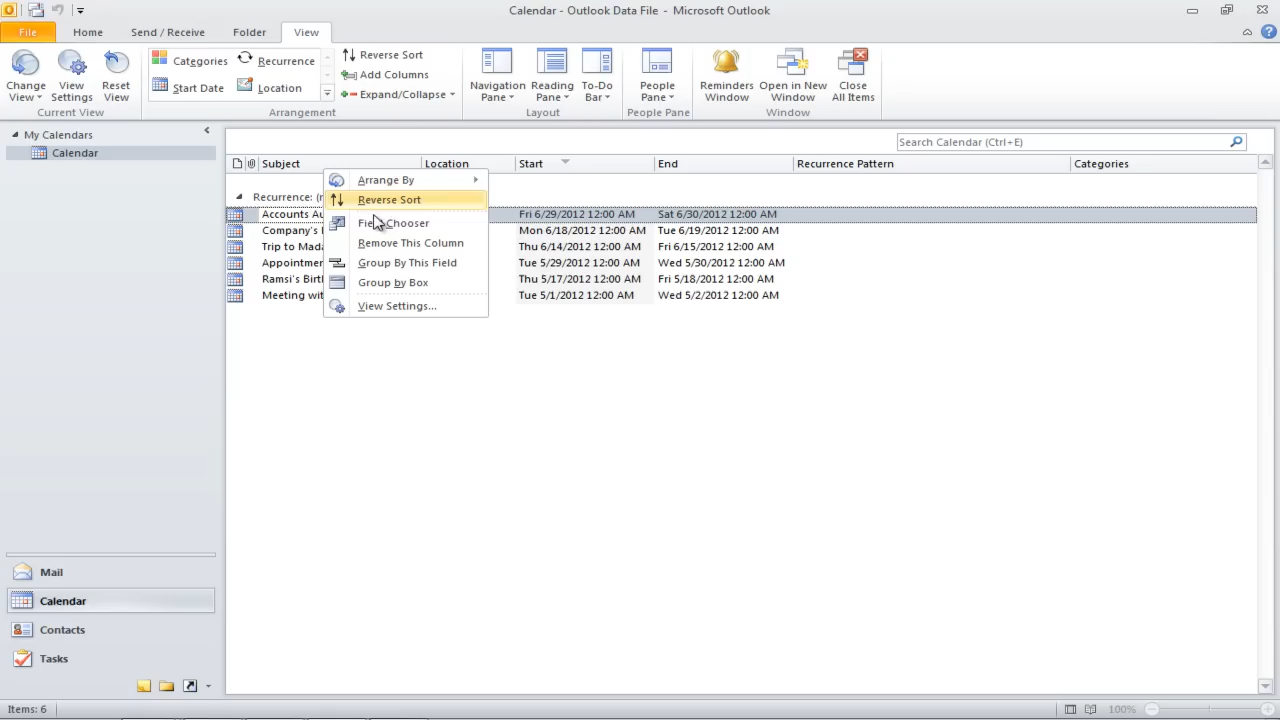 Calendar - Outlook Data File - Microsoft Outlook
File Home Send / Receive Folder View
Change View
View Settings
Reset View
Current View
Categories Recurrence
Start Date Location
Reverse Sort
Add Columns
Expand/Collapse
Arrangement
Navigation Pane
Reading Pane
To-Do Bar
Layout
People Pane
People Pane
Reminders Window
Open in New Window
Close All Items
Window
My Calendars
Calendar
Search Calendar (Ctrl+E)
Subject Location Start End Recurrence Pattern Categories
Recurrence:
Accounts Fri 6/29/2012 12:00 AM Sat 6/30/2012 12:00 AM
Company's Mon 6/18/2012 12:00 AM Tue 6/19/2012 12:00 AM
Trip to Thu 6/14/2012 12:00 AM Fri 6/15/2012 12:00 AM
Appointmen Tue 5/29/2012 12:00 AM Wed 5/30/2012 12:00 AM
Ramsi's Birt Thu 5/17/2012 12:00 AM Fri 5/18/2012 12:00 AM
Meeting wit Tue 5/1/2012 12:00 AM Wed 5/2/2012 12:00 AM
Arrange By
Reverse Sort
Field Chooser
Remove This Column
Group By This Field
Group by Box
View Settings...
Mail
Calendar
Contacts
Tasks
Items: 6
100%